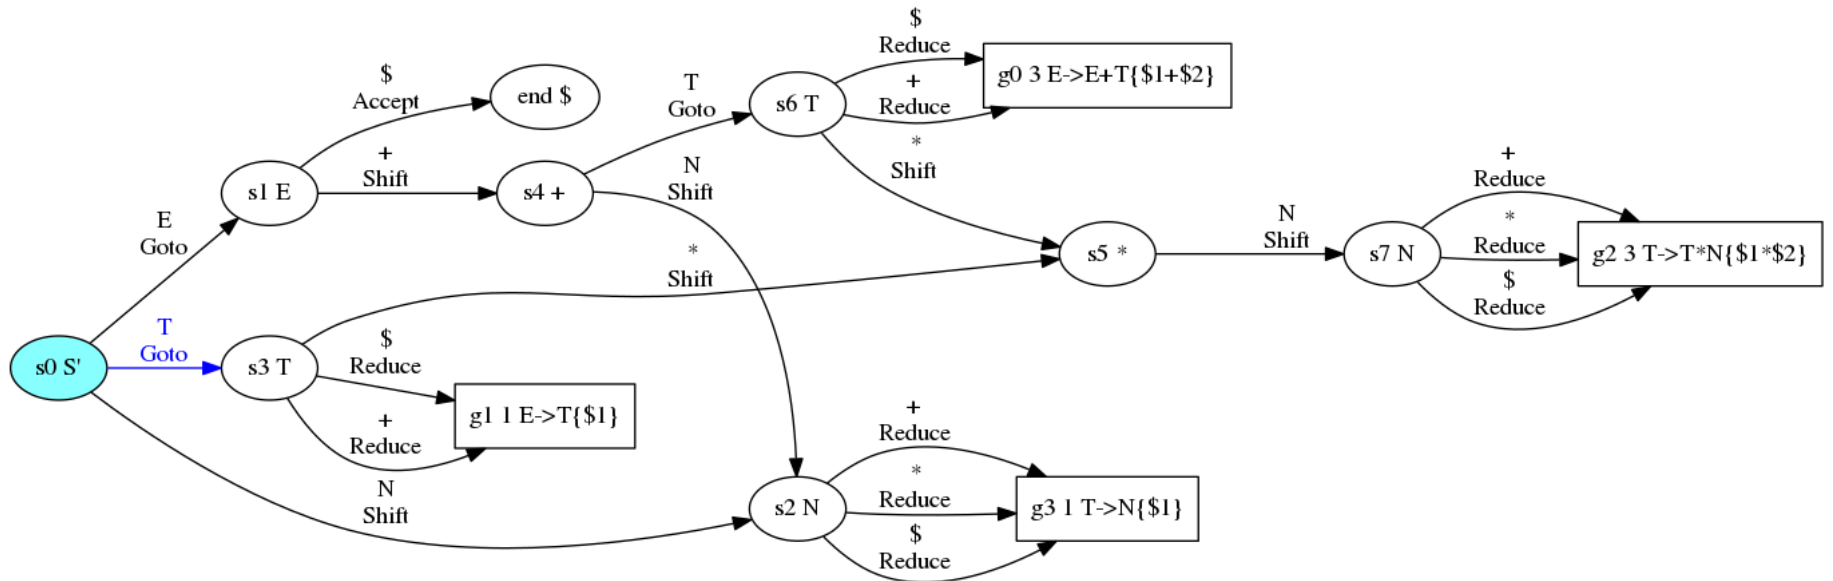 $
Reduce
g0 3 E->E+T{$1+$2}
+
Reduce
T
Goto
s6 T
*
Shift
$
Accept
end $
+
Shift
s1 E
s4 +
N
Shift
E
Goto
*
Shift
s5 *
N
Shift
s7 N
+
Reduce
*
Reduce
$
Reduce
g2 3 T->T*N{$1*$2}
s0 S'
T
Goto
s3 T
$
Reduce
+
Reduce
g1 1 E->T{$1}
N
Shift
s2 N
+
Reduce
*
Reduce
$
Reduce
g3 1 T->N{$1}